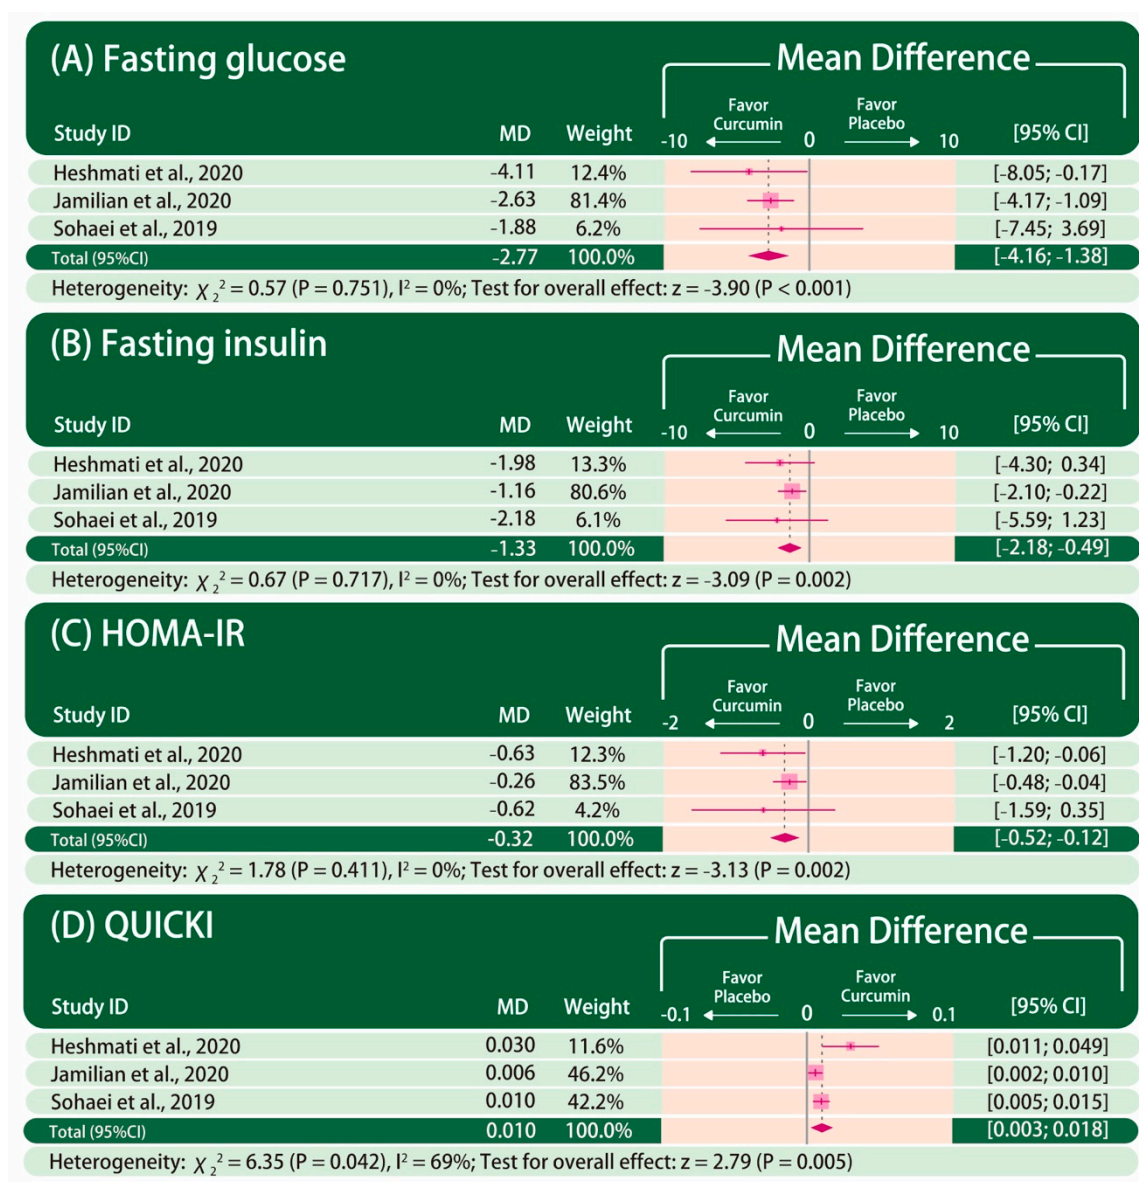 (A) Fasting glucose
Mean Difference
Study ID MD Weight -10 Favor Curcumin 0 Favor Placebo 10 [95% CI]
Heshmati et al., 2020 -4.11 12.4% [-8.05; -0.17]
Jamilian et al., 2020 -2.63 81.4% [-4.17; -1.09]
Sohaei et al., 2019 -1.88 6.2% [-7.45; 3.69]
Total (95%CI) -2.77 100.0% [-4.16; -1.38]
Heterogeneity: χ₂² = 0.57 (P = 0.751), I² = 0%; Test for overall effect: z = -3.90 (P < 0.001)
(B) Fasting insulin
Mean Difference
Study ID MD Weight -10 Favor Curcumin 0 Favor Placebo 10 [95% CI]
Heshmati et al., 2020 -1.98 13.3% [-4.30; 0.34]
Jamilian et al., 2020 -1.16 80.6% [-2.10; -0.22]
Sohaei et al., 2019 -2.18 6.1% [-5.59; 1.23]
Total (95%CI) -1.33 100.0% [-2.18; -0.49]
Heterogeneity: χ₂² = 0.67 (P = 0.717), I² = 0%; Test for overall effect: z = -3.09 (P = 0.002)
(C) HOMA-IR
Mean Difference
Study ID MD Weight -2 Favor Curcumin 0 Favor Placebo 2 [95% CI]
Heshmati et al., 2020 -0.63 12.3% [-1.20; -0.06]
Jamilian et al., 2020 -0.26 83.5% [-0.48; -0.04]
Sohaei et al., 2019 -0.62 4.2% [-1.59; 0.35]
Total (95%CI) -0.32 100.0% [-0.52; -0.12]
Heterogeneity: χ₂² = 1.78 (P = 0.411), I² = 0%; Test for overall effect: z = -3.13 (P = 0.002)
(D) QUICKI
Mean Difference
Study ID MD Weight -0.1 Favor Placebo 0 Favor Curcumin 0.1 [95% CI]
Heshmati et al., 2020 0.030 11.6% [0.011; 0.049]
Jamilian et al., 2020 0.006 46.2% [0.002; 0.010]
Sohaei et al., 2019 0.010 42.2% [0.005; 0.015]
Total (95%CI) 0.010 100.0% [0.003; 0.018]
Heterogeneity: χ₂² = 6.35 (P = 0.042), I² = 69%; Test for overall effect: z = 2.79 (P = 0.005)